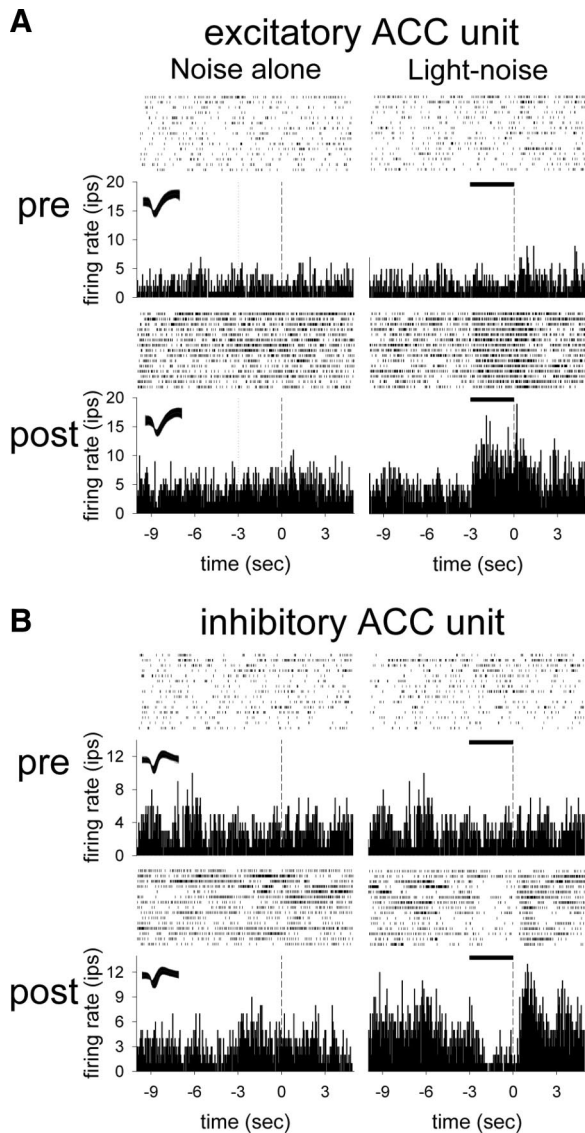 A
excitatory ACC unit
Noise alone Light-noise
pre
firing rate (ips)
20
15
10
5
0
post
firing rate (ips)
20
15
10
5
0
-9 -6 -3 0 3 -9 -6 -3 0 3
time (sec) time (sec)
B
inhibitory ACC unit
pre
firing rate (ips)
12
8
4
0
post
firing rate (ips)
12
9
6
3
0
-9 -6 -3 0 3 -9 -6 -3 0 3
time (sec) time (sec)